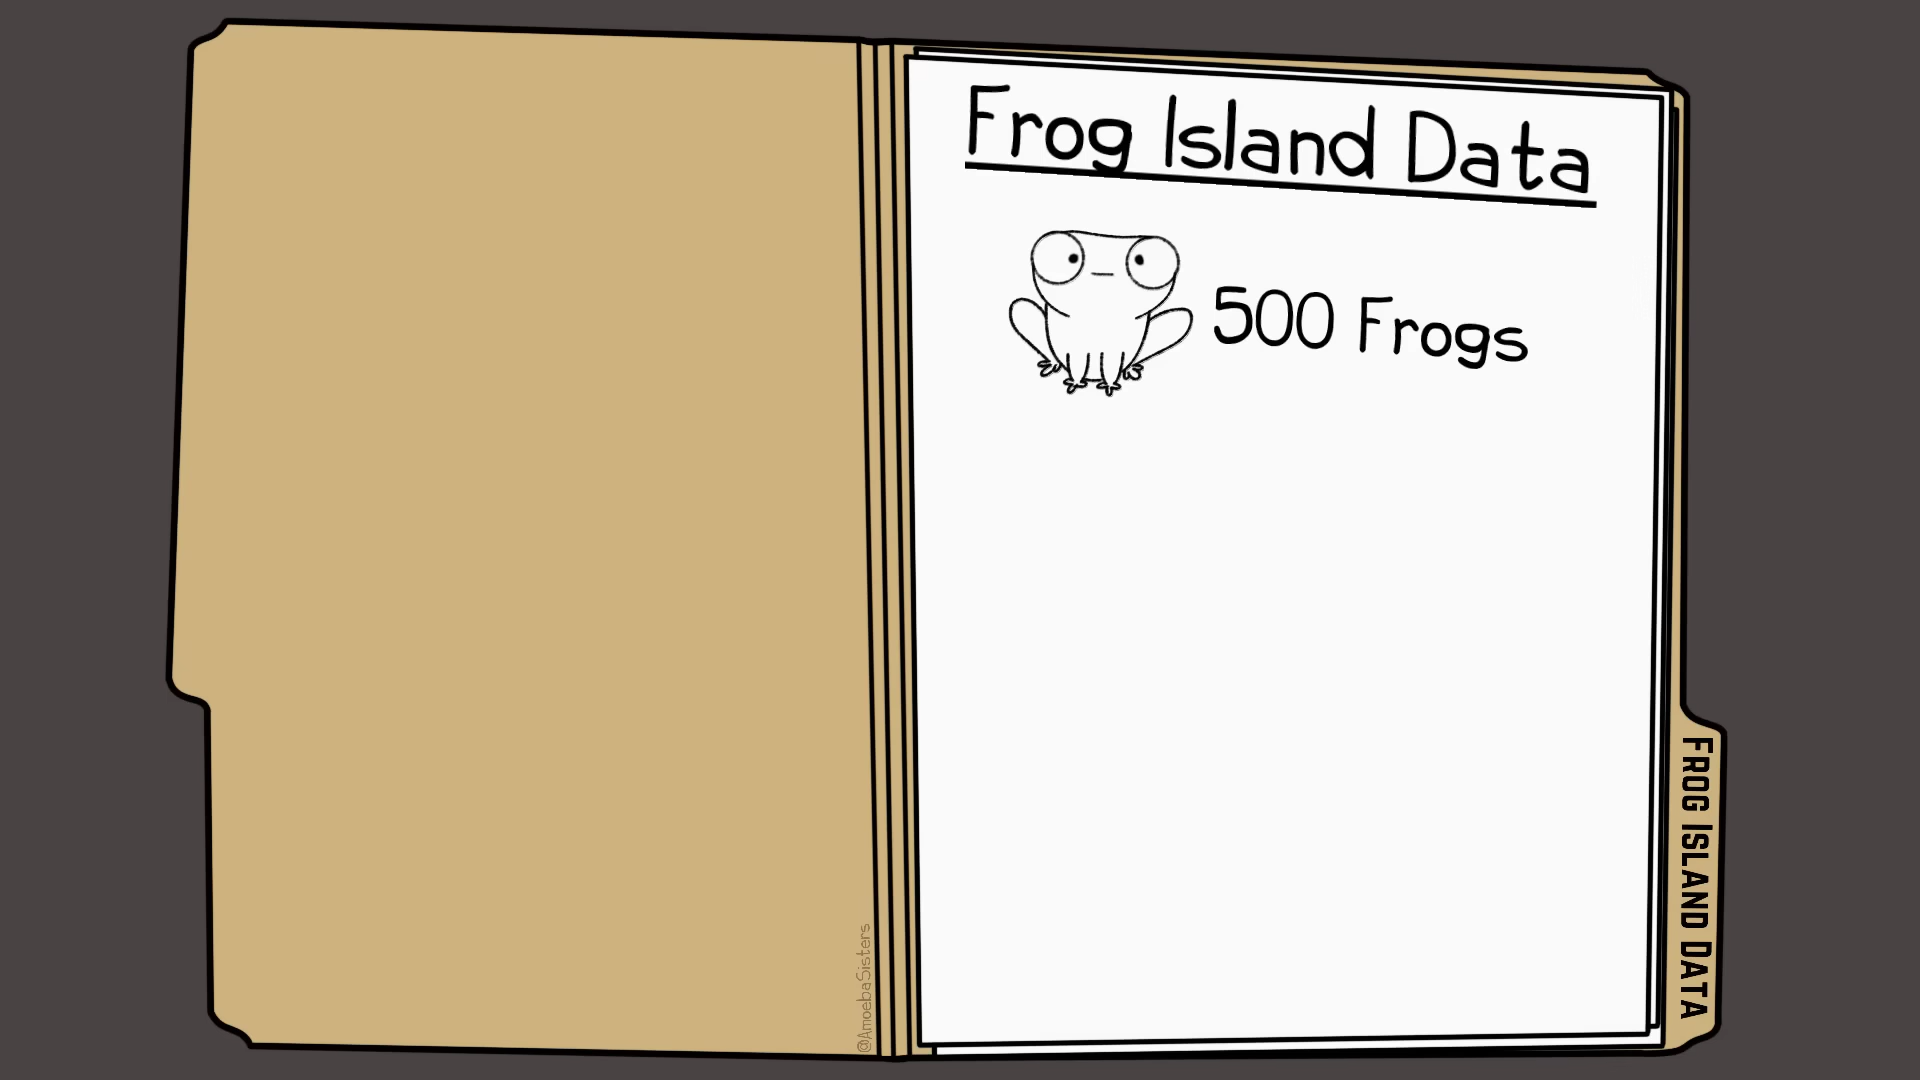 Frog Island Data
500 Frogs
FROG ISLAND DATA
@AmoebaSisters